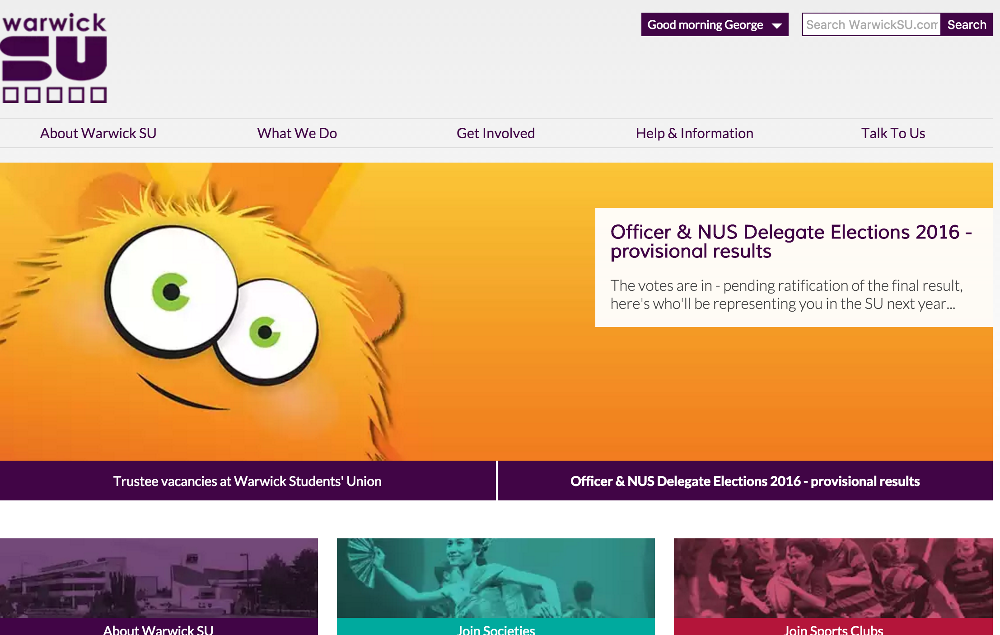 warwick
SU
Good morning George
Search WarwickSU.com
Search
About Warwick SU
What We Do
Get Involved
Help & Information
Talk To Us
Officer & NUS Delegate Elections 2016 -
provisional results
The votes are in - pending ratification of the final result,
here's who'll be representing you in the SU next year...
Trustee vacancies at Warwick Students' Union
Officer & NUS Delegate Elections 2016 - provisional results
About Warwick SU
Join Societies
Join Sports Clubs